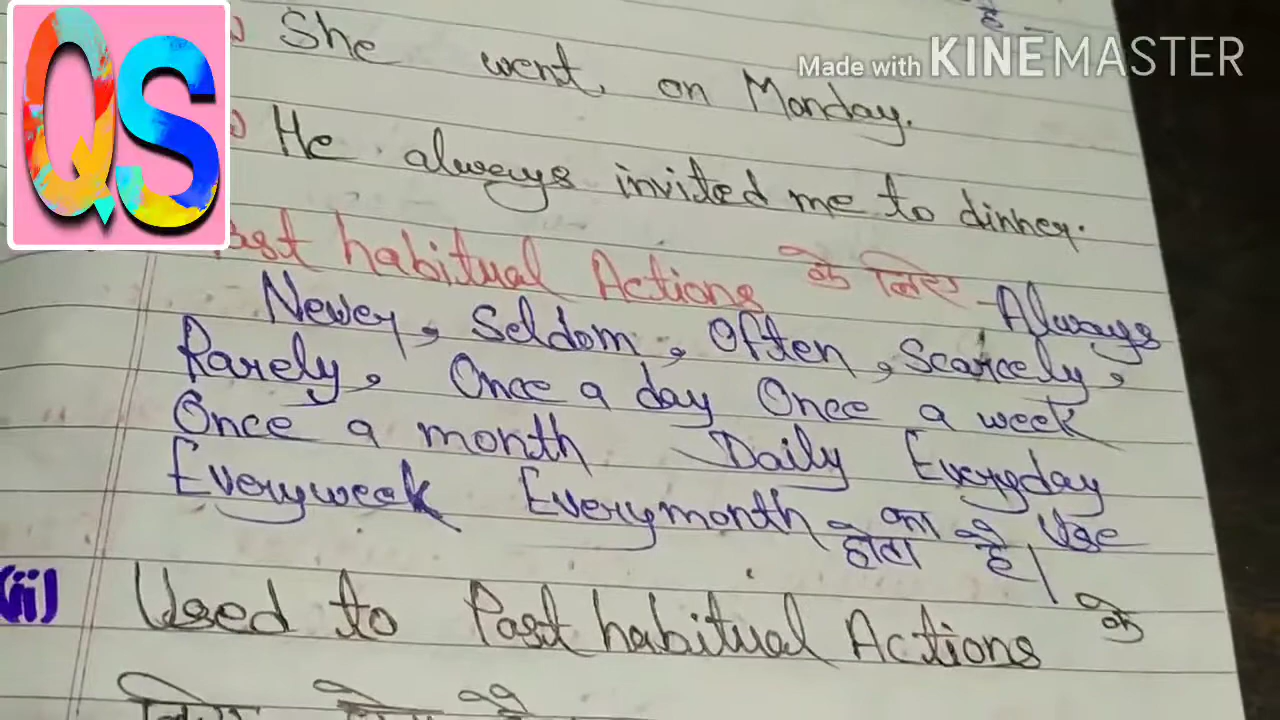 है -
Made with KINEMASTER
QS
She went on Monday.
He always invited me to dinner.
Past habitual Actions के लिए - Always
Never, Seldom, Often, Scarcely,
Rarely, Once a day Once a week
Once a month Daily Everyday
Everyweek Everymonth का Use
होता है।
(ii) Used to Past habitual Actions के